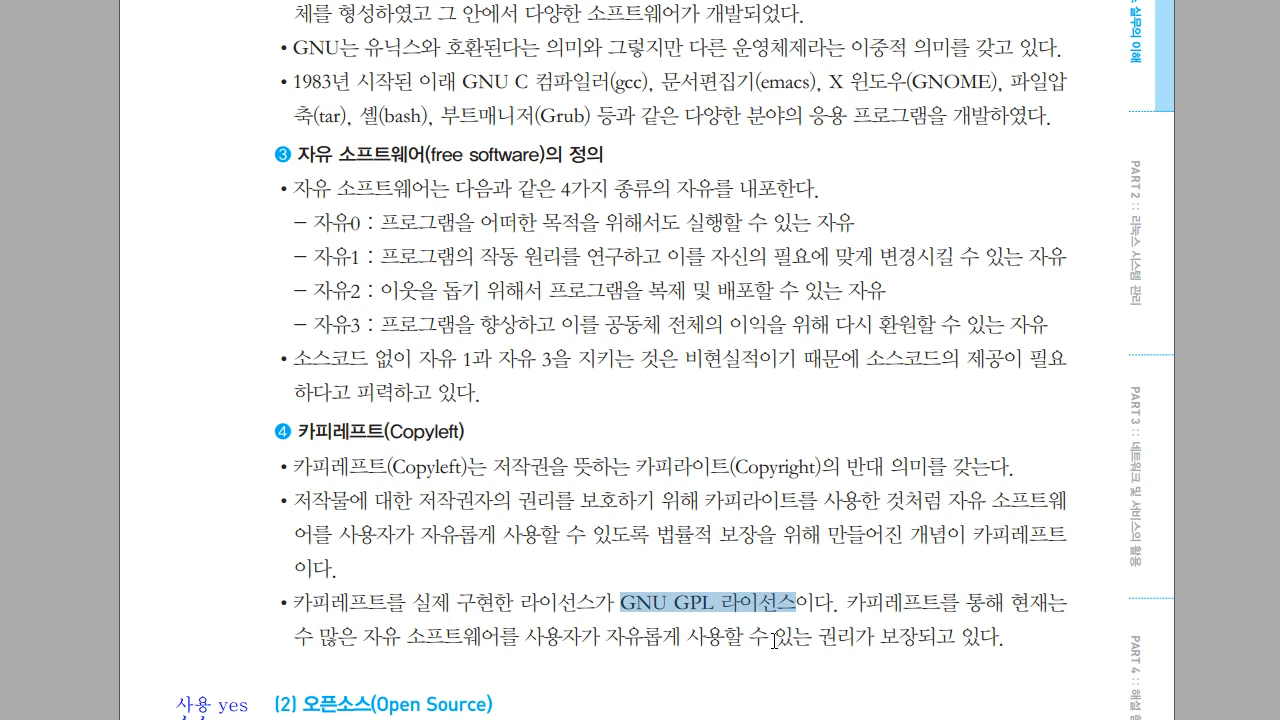 체를 형성하였고 그 안에서 다양한 소프트웨어가 개발되었다.
• GNU는 유닉스와 호환된다는 의미와 그렇지만 다른 운영체제라는 이중적 의미를 갖고 있다.
• 1983년 시작된 이래 GNU C 컴파일러(gcc), 문서편집기(emacs), X 윈도우(GNOME), 파일압
축(tar), 셸(bash), 부트매니저(Grub) 등과 같은 다양한 분야의 응용 프로그램을 개발하였다.
❸ 자유 소프트웨어(free software)의 정의
• 자유 소프트웨어는 다음과 같은 4가지 종류의 자유를 내포한다.
– 자유0 : 프로그램을 어떠한 목적을 위해서도 실행할 수 있는 자유
– 자유1 : 프로그램의 작동 원리를 연구하고 이를 자신의 필요에 맞게 변경시킬 수 있는 자유
– 자유2 : 이웃을 돕기 위해서 프로그램을 복제 및 배포할 수 있는 자유
– 자유3 : 프로그램을 향상하고 이를 공동체 전체의 이익을 위해 다시 환원할 수 있는 자유
• 소스코드 없이 자유 1과 자유 3을 지키는 것은 비현실적이기 때문에 소스코드의 제공이 필요
하다고 피력하고 있다.
❹ 카피레프트(Copyleft)
• 카피레프트(Copyleft)는 저작권을 뜻하는 카피라이트(Copyright)의 반대 의미를 갖는다.
• 저작물에 대한 저작권자의 권리를 보호하기 위해 카피라이트를 사용한 것처럼 자유 소프트웨
어를 사용자가 자유롭게 사용할 수 있도록 법률적 보장을 위해 만들어진 개념이 카피레프트
이다.
• 카피레프트를 실제 구현한 라이선스가 GNU GPL 라이선스이다. 카피레프트를 통해 현재는
수 많은 자유 소프트웨어를 사용자가 자유롭게 사용할 수 있는 권리가 보장되고 있다.
사용 yes
(2) 오픈소스(Open Source)
실무의 이해
PART 2 :: 리눅스 시스템 관리
PART 3 :: 네트워크 및 서비스의 활용
PART 4 :: 해설